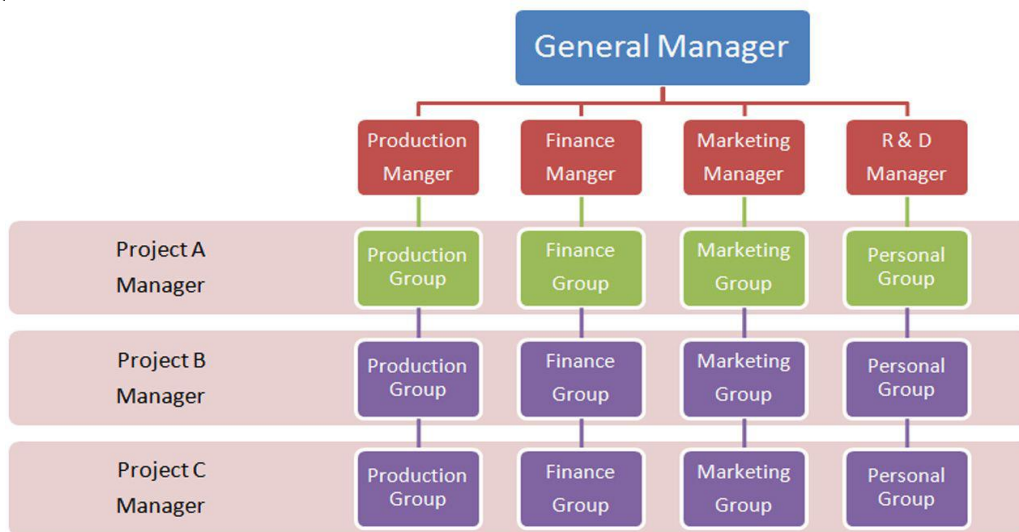 General Manager
Production
Manger
Finance
Manger
Marketing
Manager
R & D
Manager
Project A
Manager
Production
Group
Finance
Group
Marketing
Group
Personal
Group
Project B
Manager
Production
Group
Finance
Group
Marketing
Group
Personal
Group
Project C
Manager
Production
Group
Finance
Group
Marketing
Group
Personal
Group